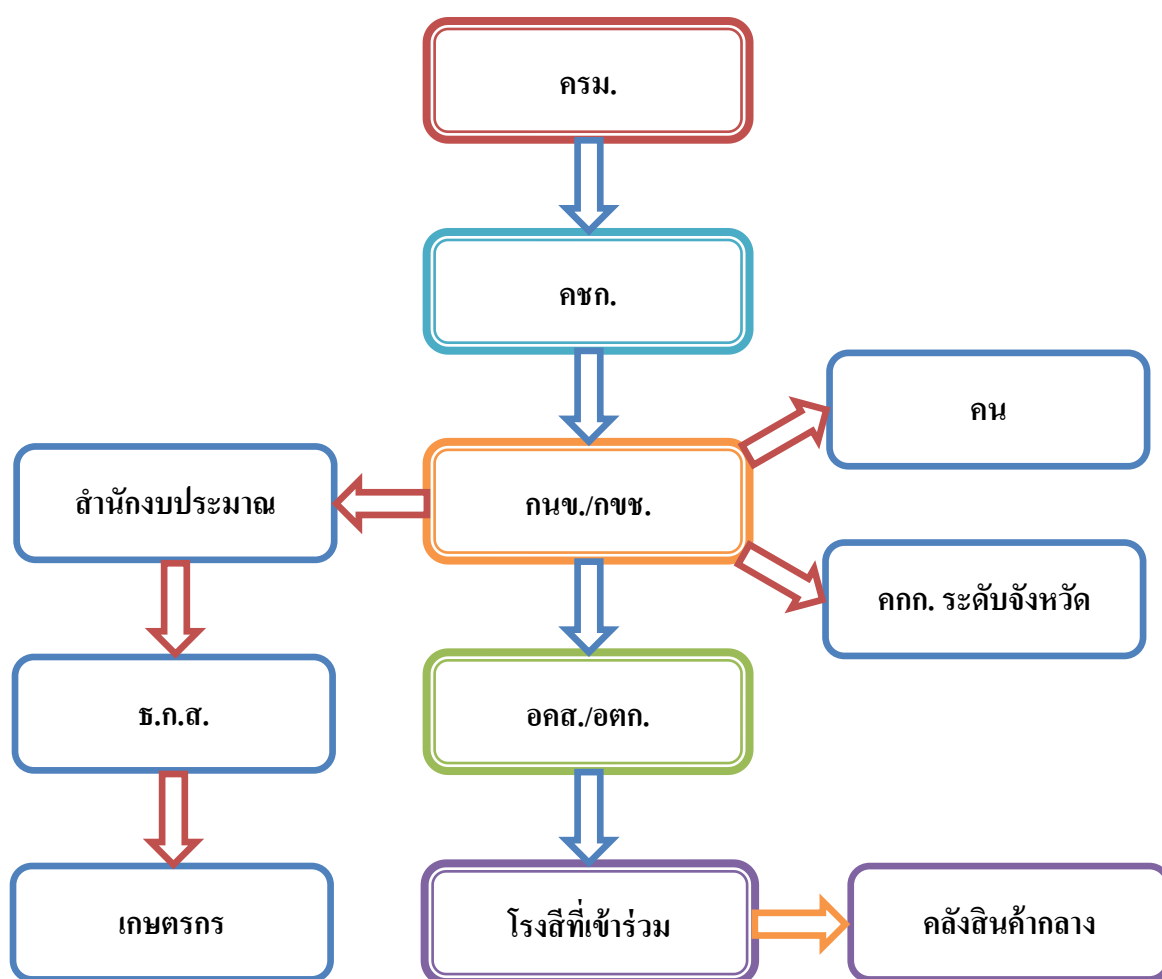 ครม.
คชก.
คน
สำนักงบประมาณ
กนข./กขช.
คกก. ระดับจังหวัด
ธ.ก.ส.
อคส./อตก.
เกษตรกร
โรงสีที่เข้าร่วม
คลังสินค้ากลาง